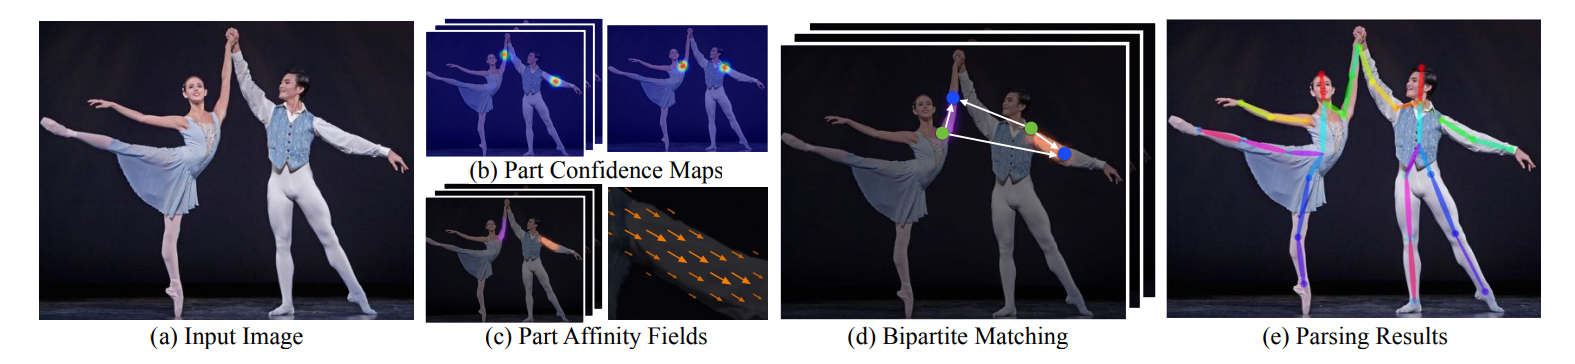 (a) Input Image
(b) Part Confidence Maps
(c) Part Affinity Fields
(d) Bipartite Matching
(e) Parsing Results